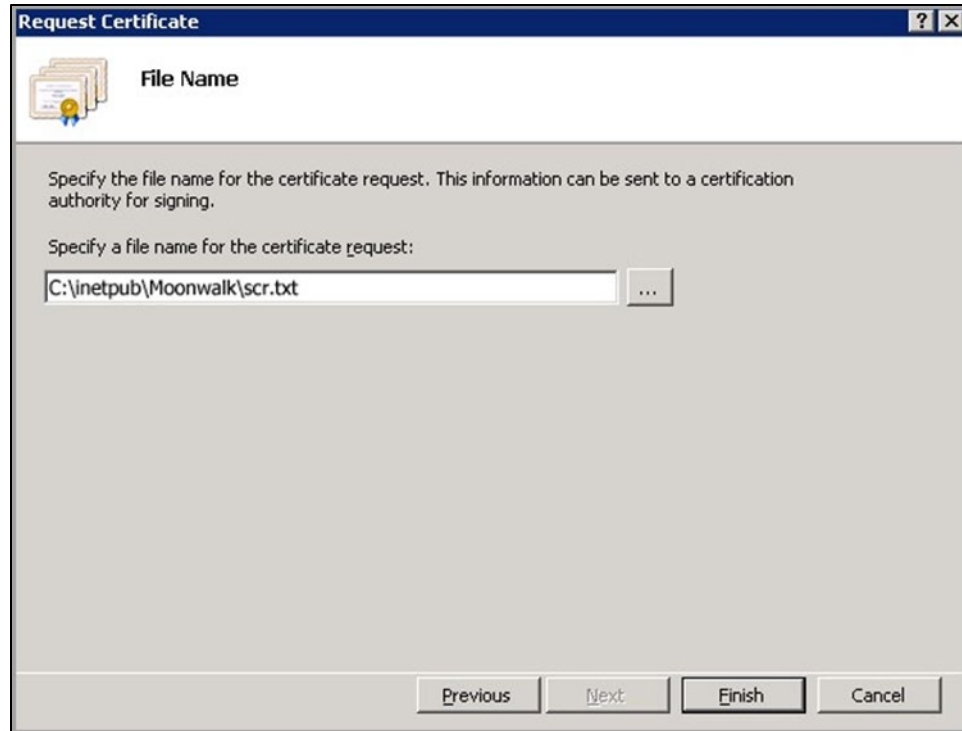 Request Certificate
? X
File Name
Specify the file name for the certificate request. This information can be sent to a certification
authority for signing.
Specify a file name for the certificate request:
C:\inetpub\Moonwalk\scr.txt
...
Previous Next Finish Cancel